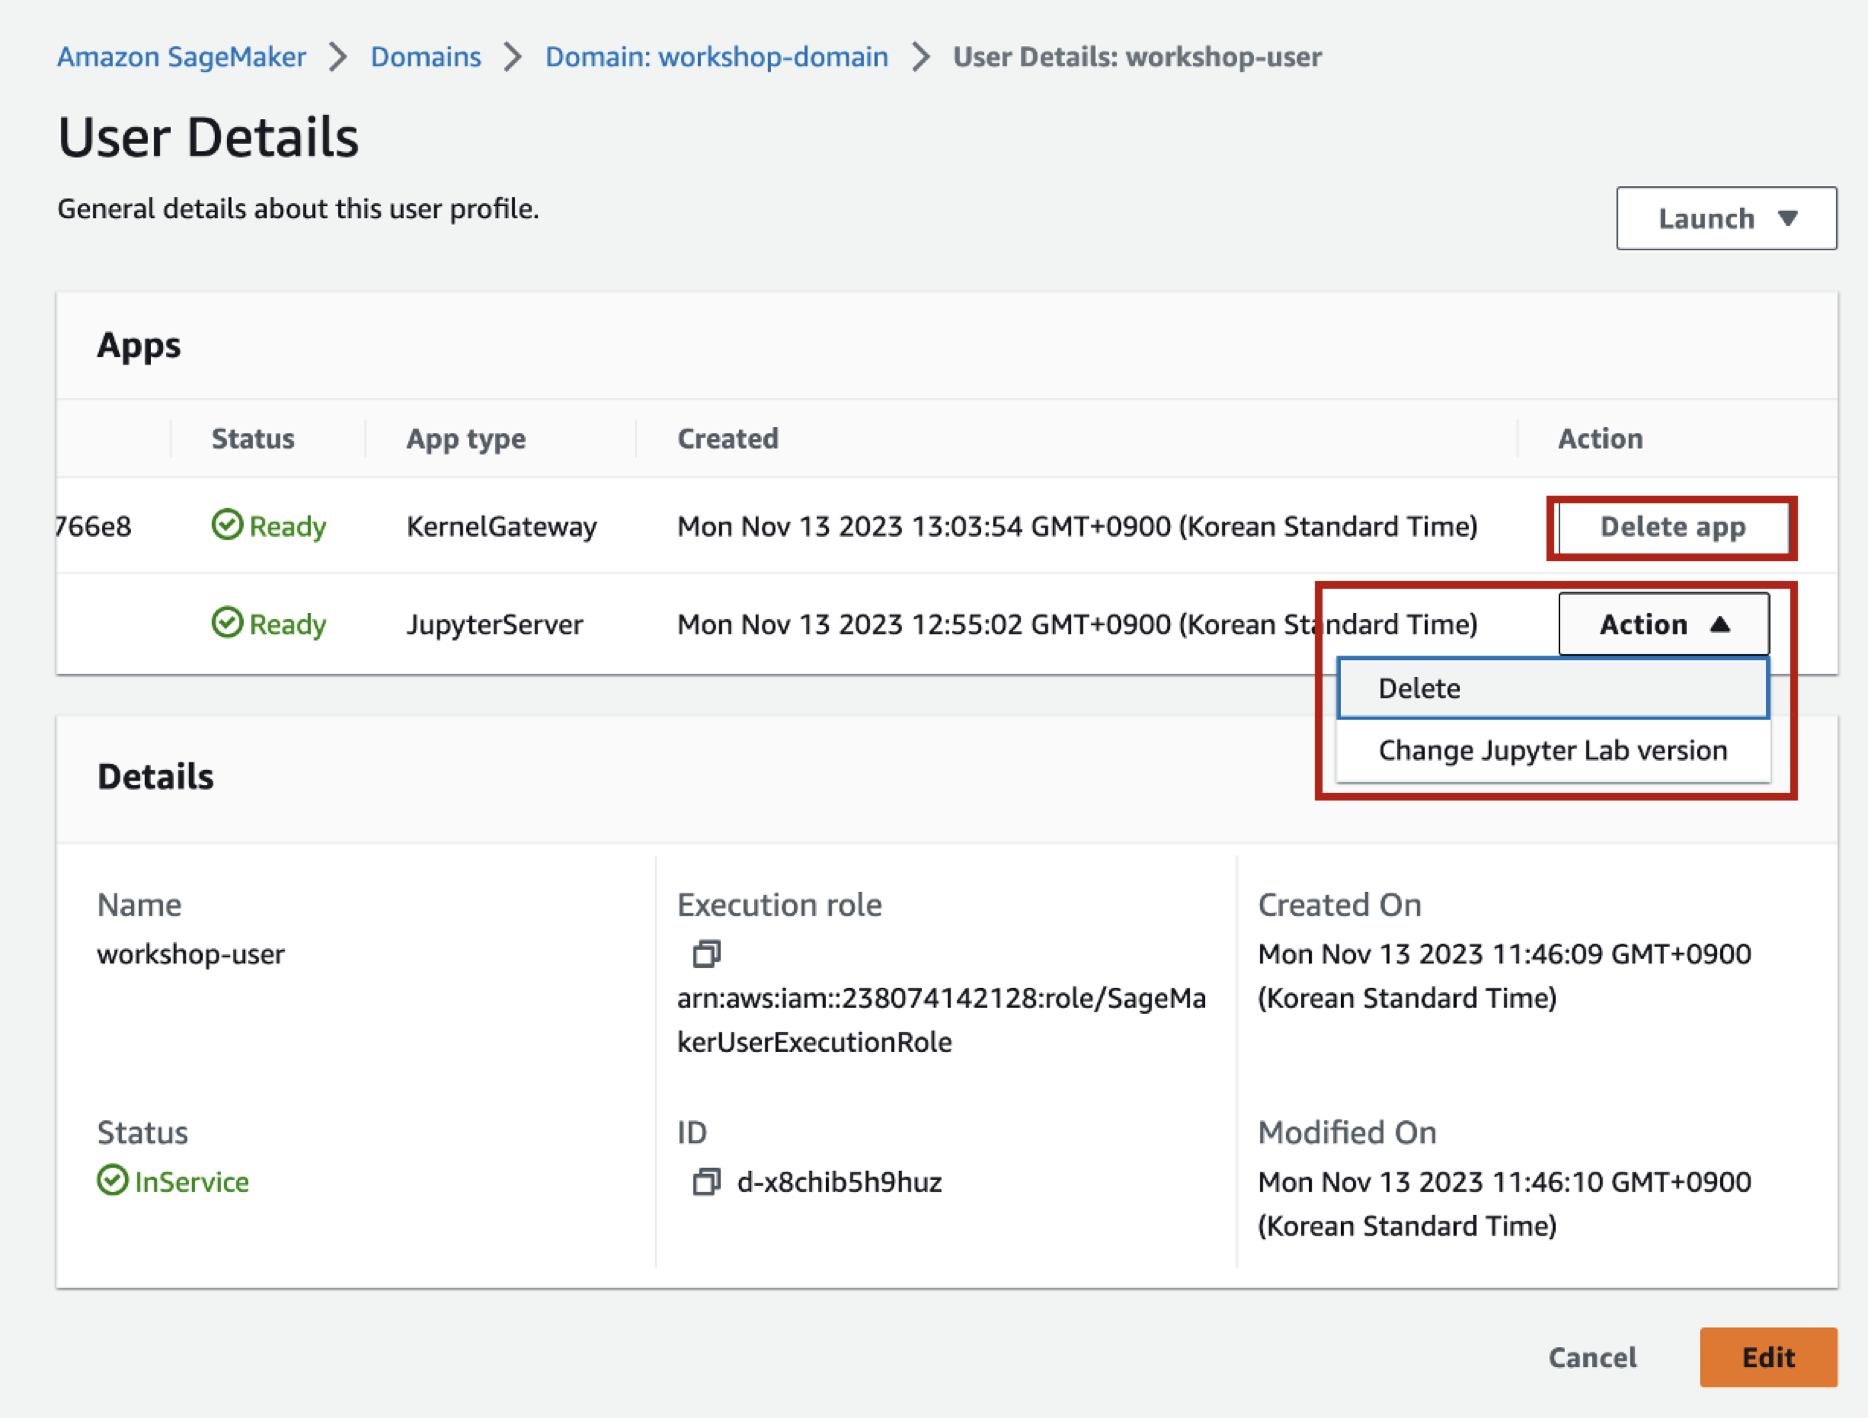 Amazon SageMaker > Domains > Domain: workshop-domain > User Details: workshop-user
User Details
General details about this user profile.
Launch ▼
Apps
Status App type Created Action
766e8 Ready KernelGateway Mon Nov 13 2023 13:03:54 GMT+0900 (Korean Standard Time) Delete app
Ready JupyterServer Mon Nov 13 2023 12:55:02 GMT+0900 (Korean Standard Time) Action ▲
Delete
Change Jupyter Lab version
Details
Name
workshop-user
Execution role
arn:aws:iam::238074142128:role/SageMa
kerUserExecutionRole
Created On
Mon Nov 13 2023 11:46:09 GMT+0900
(Korean Standard Time)
Status
InService
ID
d-x8chib5h9huz
Modified On
Mon Nov 13 2023 11:46:10 GMT+0900
(Korean Standard Time)
Cancel Edit